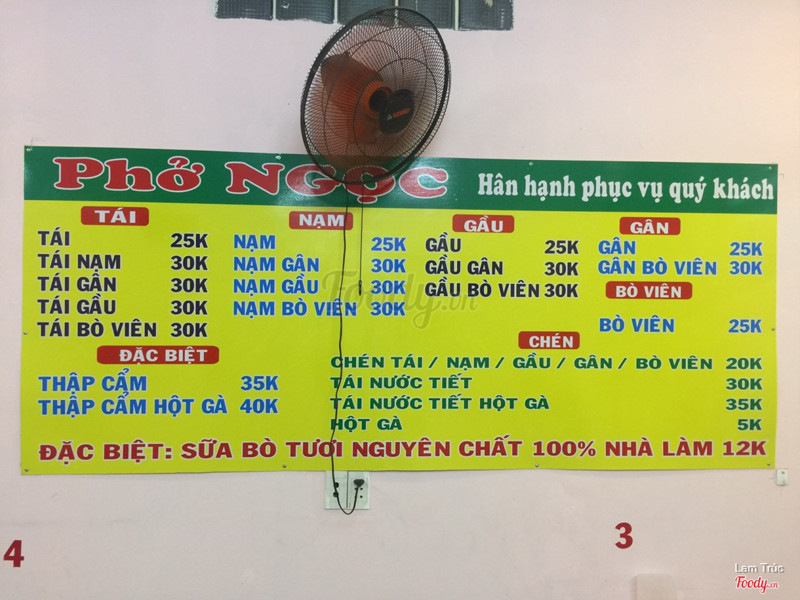 Phở Ngọc
Hân hạnh phục vụ quý khách
TÁI
TÁI 25K
TÁI NẠM 30K
TÁI GÂN 30K
TÁI GẦU 30K
TÁI BÒ VIÊN 30K
NẠM
NẠM 25K
NẠM GÂN 30K
NẠM GẦU 30K
NẠM BÒ VIÊN 30K
GẦU
GẦU 25K
GẦU GÂN 30K
GẦU BÒ VIÊN 30K
GÂN
GÂN 25K
GÂN BÒ VIÊN 30K
BÒ VIÊN
BÒ VIÊN 25K
ĐẶC BIỆT
THẬP CẨM 35K
THẬP CẨM HỘT GÀ 40K
CHÉN
CHÉN TÁI / NẠM / GẦU / GÂN / BÒ VIÊN 20K
TÁI NƯỚC TIẾT 30K
TÁI NƯỚC TIẾT HỘT GÀ 35K
HỘT GÀ 5K
ĐẶC BIỆT: SỮA BÒ TƯƠI NGUYÊN CHẤT 100% NHÀ LÀM 12K
Foody.vn
4
3
Lam Trúc
Foody.vn